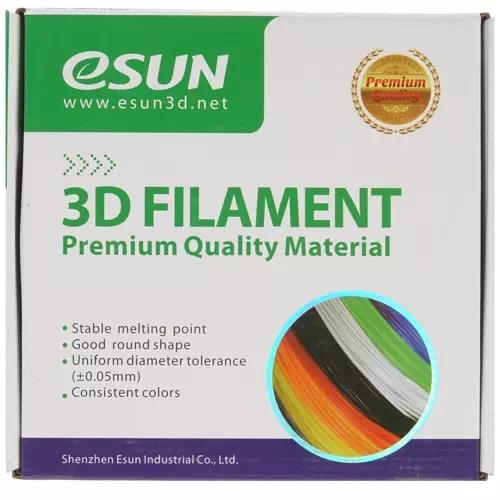 eSUN
www.esun3d.net
GUARANTEED
Premium
Quality
3D FILAMENT
Premium Quality Material
• Stable melting point
• Good round shape
• Uniform diameter tolerance
(±0.05mm)
• Consistent colors
Shenzhen Esun Industrial Co., Ltd.